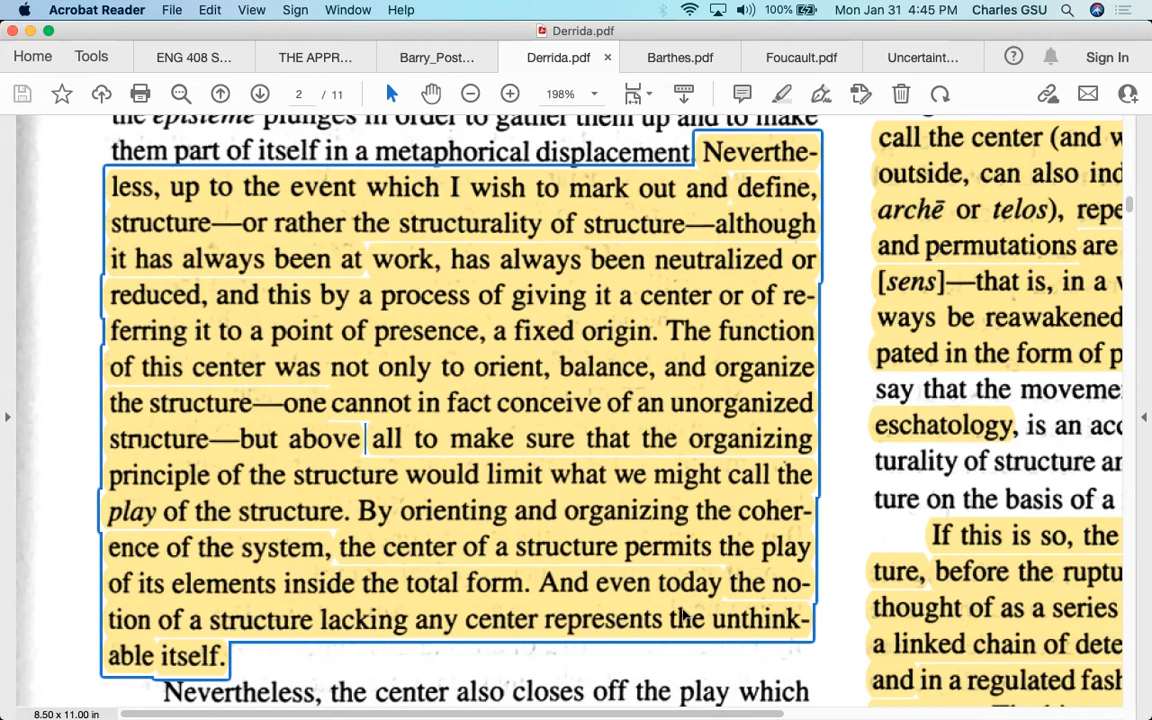 Acrobat Reader File Edit View Sign Window Help 100% Mon Jan 31 4:45 PM Charles GSU
Derrida.pdf
Home Tools ENG 408 S... THE APPR... Barry_Post... Derrida.pdf × Barthes.pdf Foucault.pdf Uncertaint... Sign In
2 / 11 198%
the episteme plunges in order to gather them up and to make
them part of itself in a metaphorical displacement. Neverthe-
less, up to the event which I wish to mark out and define,
structure—or rather the structurality of structure—although
it has always been at work, has always been neutralized or
reduced, and this by a process of giving it a center or of re-
ferring it to a point of presence, a fixed origin. The function
of this center was not only to orient, balance, and organize
the structure—one cannot in fact conceive of an unorganized
structure—but above all to make sure that the organizing
principle of the structure would limit what we might call the
play of the structure. By orienting and organizing the coher-
ence of the system, the center of a structure permits the play
of its elements inside the total form. And even today the no-
tion of a structure lacking any center represents the unthink-
able itself.
Nevertheless, the center also closes off the play which
call the center (and w
outside, can also ind
archē or telos), repe
and permutations are
[sens]—that is, in a
ways be reawakened
pated in the form of p
say that the moveme
eschatology, is an acc
turality of structure ar
ture on the basis of a
If this is so, the
ture, before the ruptu
thought of as a series
a linked chain of dete
and in a regulated fash
8.50 x 11.00 in